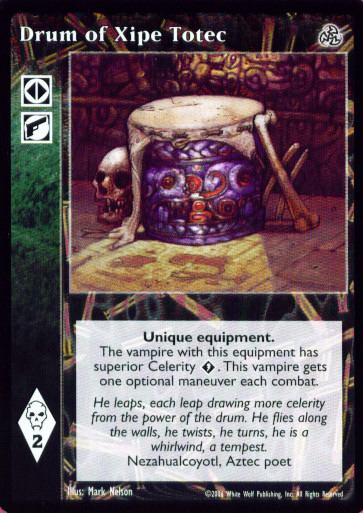 Drum of Xipe Totec
Unique equipment.
The vampire with this equipment has
superior Celerity . This vampire gets
one optional maneuver each combat.
He leaps, each leap drawing more celerity
from the power of the drum. He flies along
the walls, he twists, he turns, he is a
whirlwind, a tempest.
Nezahualcoyotl, Aztec poet
2
Illus: Mark Nelson
©2006 White Wolf Publishing, Inc. All Rights Reserved